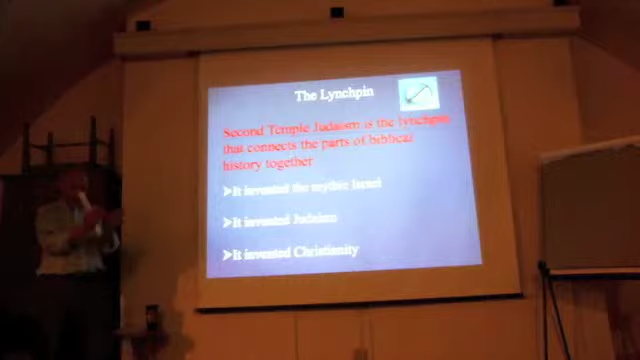 The Lynchpin
Second Temple Judaism is the lynchpin
that connects the parts of biblical
history together
➢It invented the mythic Israel
➢It invented Judaism
➢It invented Christianity